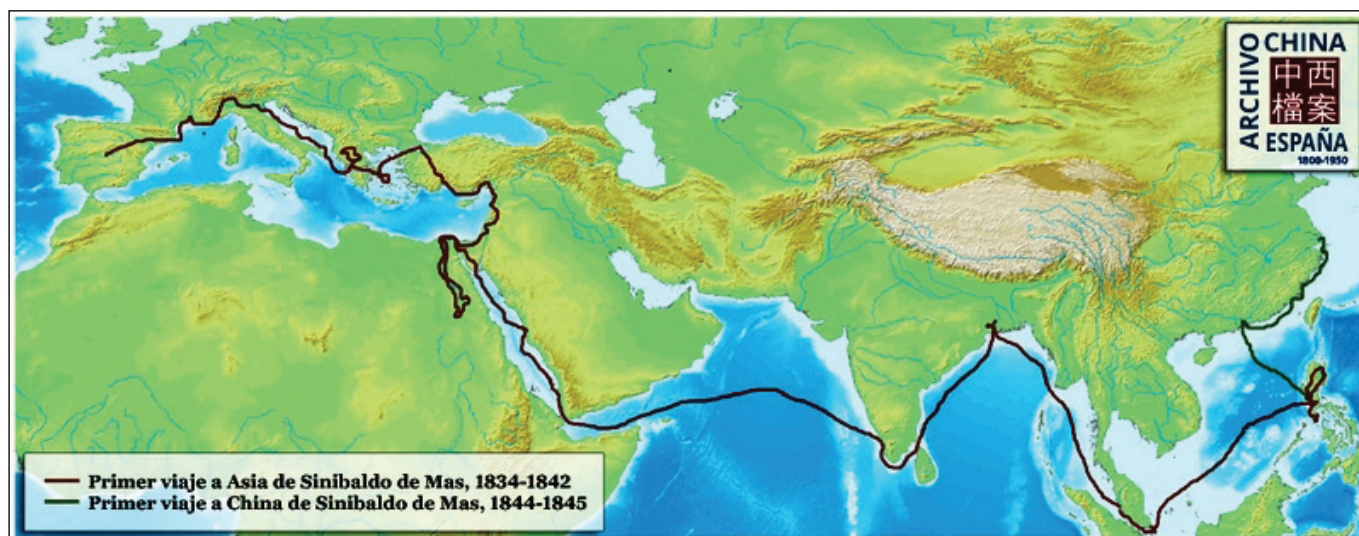 ARCHIVO
CHINA
中西
檔案
ESPAÑA
1800-1950
Primer viaje a Asia de Sinibaldo de Mas, 1834-1842
Primer viaje a China de Sinibaldo de Mas, 1844-1845